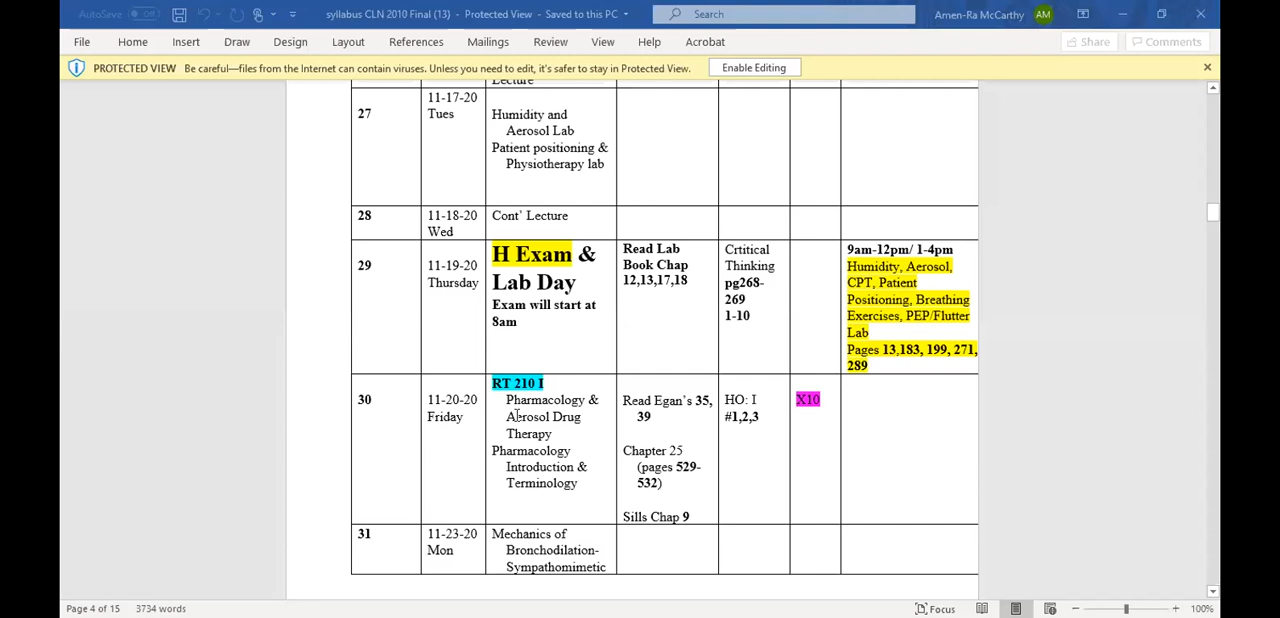 AutoSave Off syllabus CLN 2010 Final (13) - Protected View - Saved to this PC Search Amen-Ra McCarthy AM
File Home Insert Draw Design Layout References Mailings Review View Help Acrobat Share Comments
PROTECTED VIEW Be careful—files from the Internet can contain viruses. Unless you need to edit, it's safer to stay in Protected View. Enable Editing
Lecture
27
11-17-20
Tues
Humidity and
Aerosol Lab
Patient positioning &
Physiotherapy lab
28
11-18-20
Wed
Cont' Lecture
29
11-19-20
Thursday
H Exam &
Lab Day
Exam will start at
8am
Read Lab
Book Chap
12,13,17,18
Crtitical
Thinking
pg268-
269
1-10
9am-12pm/ 1-4pm
Humidity, Aerosol,
CPT, Patient
Positioning, Breathing
Exercises, PEP/Flutter
Lab
Pages 13,183, 199, 271,
289
30
11-20-20
Friday
RT 210 I
Pharmacology &
Aerosol Drug
Therapy
Pharmacology
Introduction &
Terminology
Read Egan's 35,
39
Chapter 25
(pages 529-
532)
Sills Chap 9
HO: I
#1,2,3
X10
31
11-23-20
Mon
Mechanics of
Bronchodilation-
Sympathomimetic
Page 4 of 15 3734 words Focus 100%